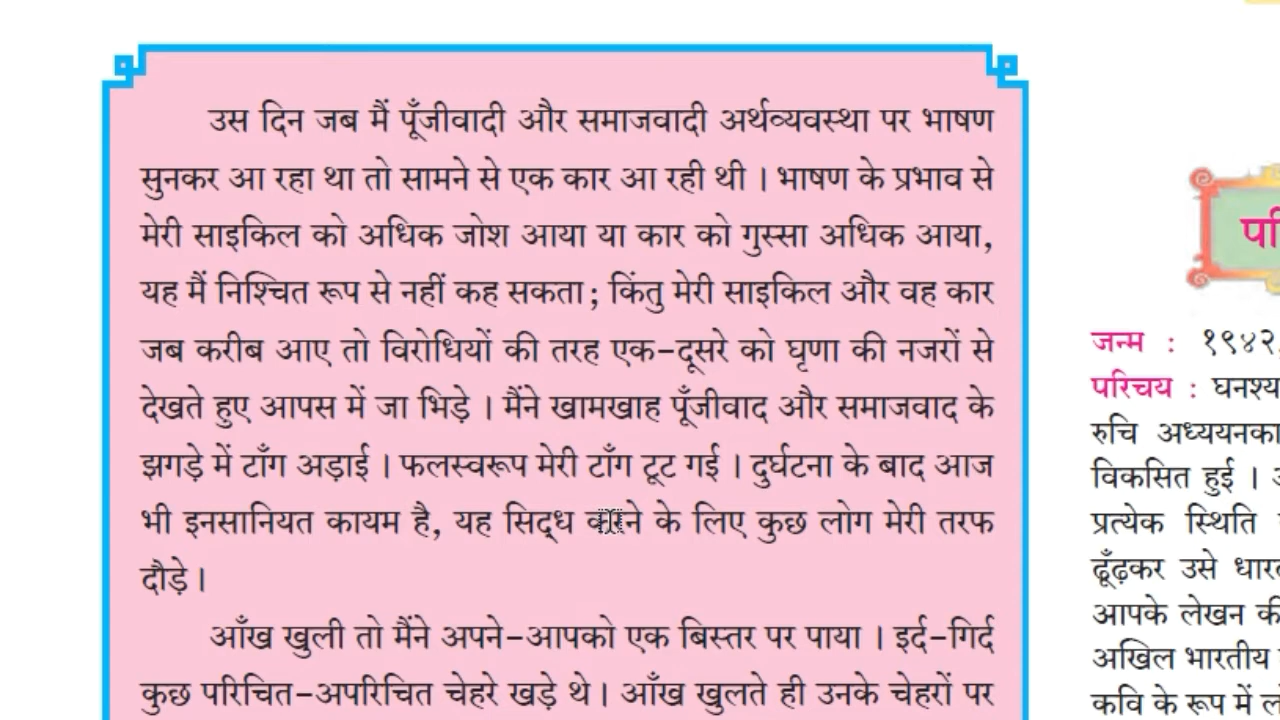 उस दिन जब मैं पूँजीवादी और समाजवादी अर्थव्यवस्था पर भाषण
सुनकर आ रहा था तो सामने से एक कार आ रही थी । भाषण के प्रभाव से
मेरी साइकिल को अधिक जोश आया या कार को गुस्सा अधिक आया,
यह मैं निश्चित रूप से नहीं कह सकता; किंतु मेरी साइकिल और वह कार
जब करीब आए तो विरोधियों की तरह एक-दूसरे को घृणा की नजरों से
देखते हुए आपस में जा भिड़े । मैंने खामखाह पूँजीवाद और समाजवाद के
झगड़े में टाँग अड़ाई । फलस्वरूप मेरी टाँग टूट गई । दुर्घटना के बाद आज
भी इनसानियत कायम है, यह सिद्ध करने के लिए कुछ लोग मेरी तरफ
दौड़े ।
आँख खुली तो मैंने अपने-आपको एक बिस्तर पर पाया । इर्द-गिर्द
कुछ परिचित-अपरिचित चेहरे खड़े थे । आँख खुलते ही उनके चेहरों पर
जन्म : १९४२,
परिचय :
रुचि
विकसित हुई ।
प्रत्येक स्थिति
ढूँढ़कर उसे
आपके लेखन की
अखिल भारतीय
कवि के रूप में